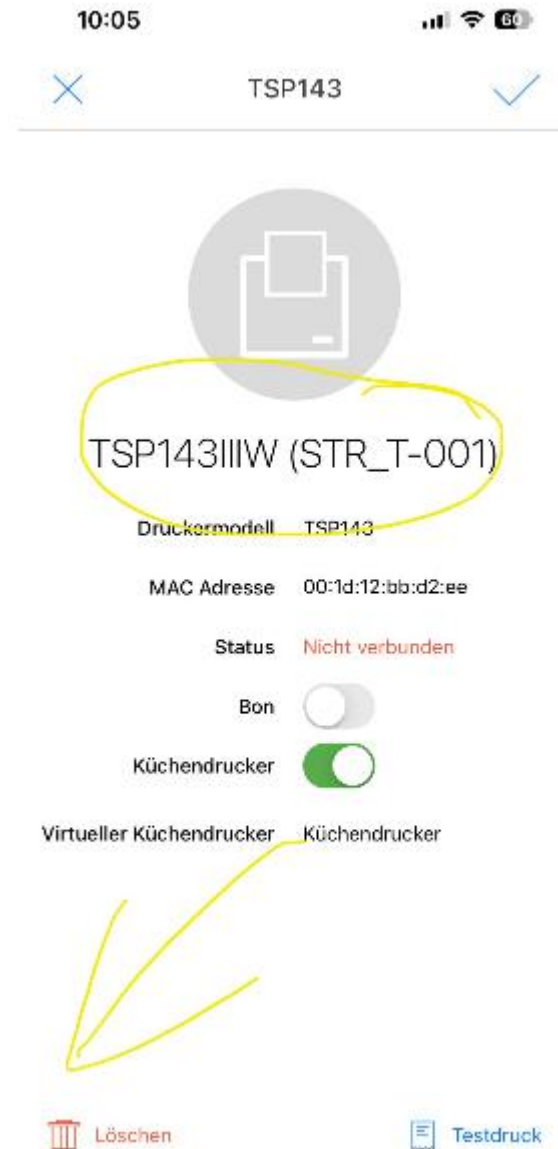 10:05
60
TSP143
TSP143IIIW (STR_T-001)
Druckermodell TSP143
MAC Adresse 00:1d:12:bb:d2:ee
Status Nicht verbunden
Bon
Küchendrucker
Virtueller Küchendrucker Küchendrucker
Löschen Testdruck